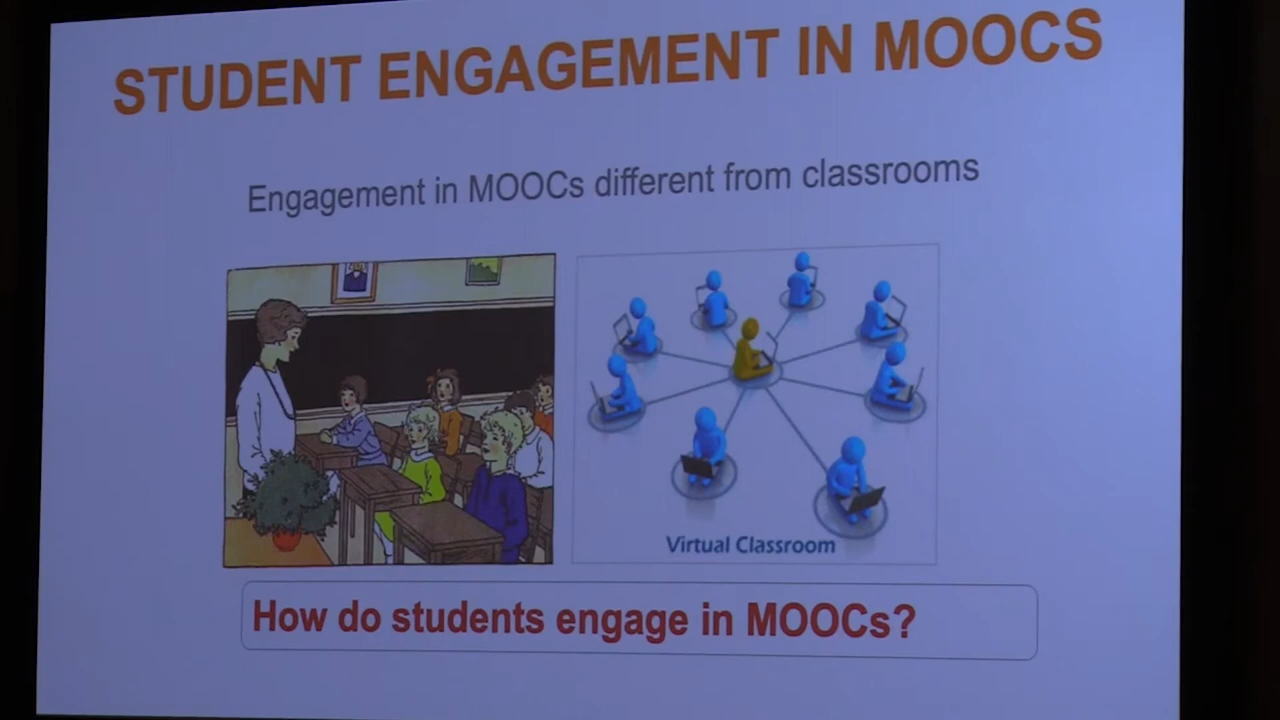 STUDENT ENGAGEMENT IN MOOCS
Engagement in MOOCs different from classrooms
Virtual Classroom
How do students engage in MOOCs?